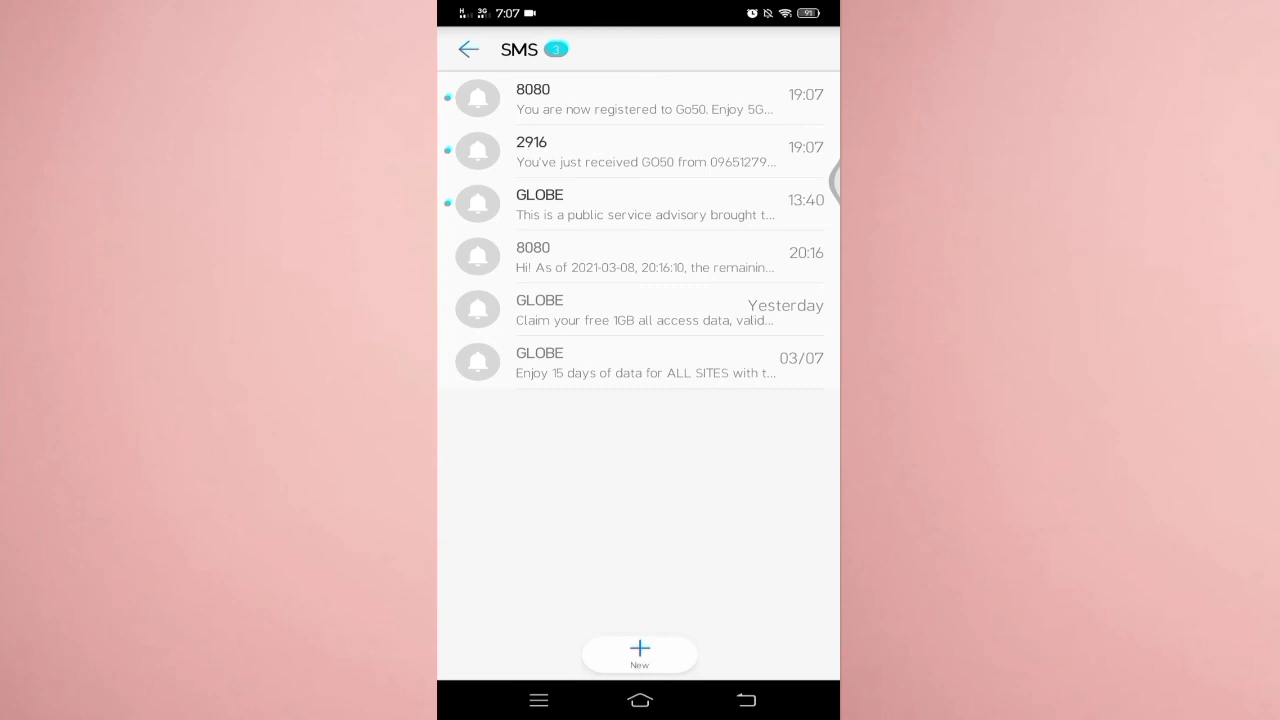 H 3G 7:07 91
SMS 3
8080 19:07
You are now registered to Go50. Enjoy 5G...
2916 19:07
You've just received GO50 from 09651279...
GLOBE 13:40
This is a public service advisory brought t...
8080 20:16
Hi! As of 2021-03-08, 20:16:10, the remainin...
GLOBE Yesterday
Claim your free 1GB all access data, valid...
GLOBE 03/07
Enjoy 15 days of data for ALL SITES with t...
New